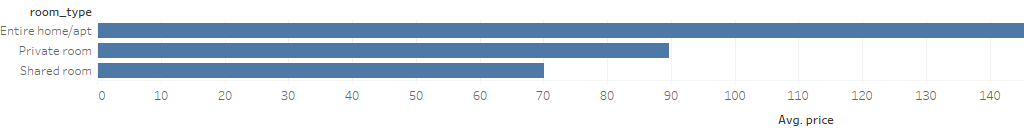 room_type
Entire home/apt
Private room
Shared room
0 10 20 30 40 50 60 70 80 90 100 110 120 130 140
Avg. price